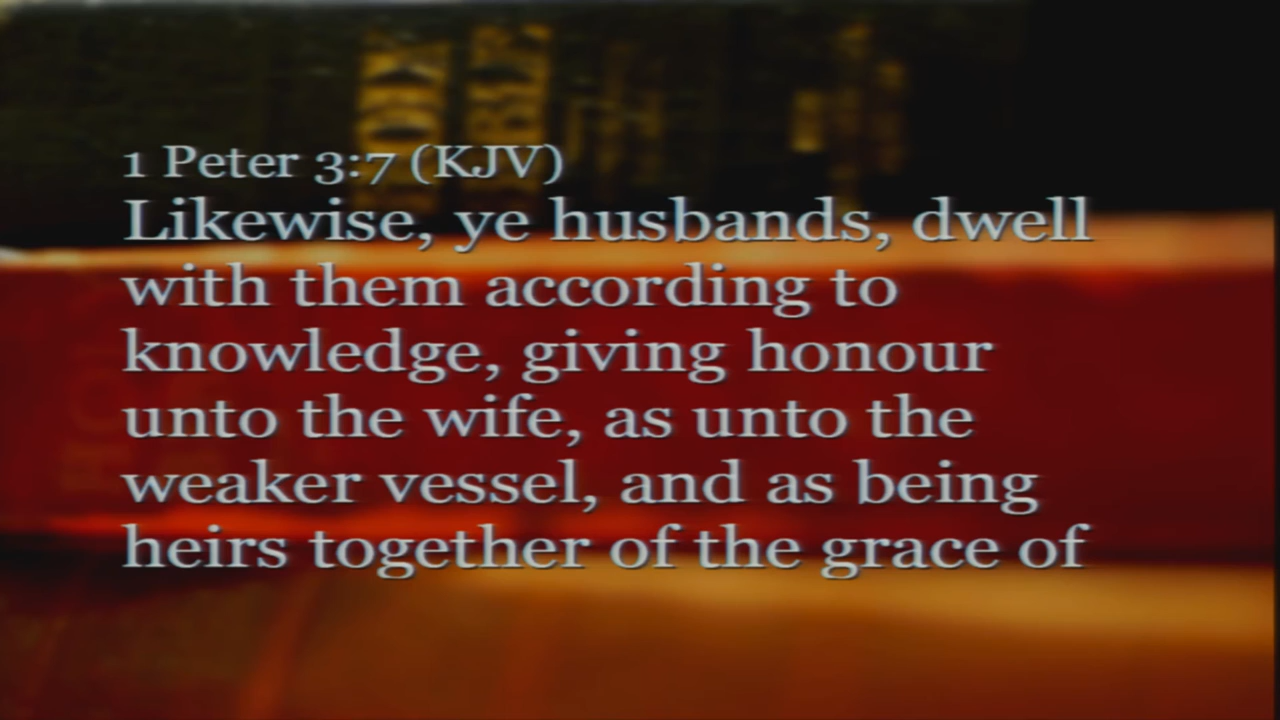 1 Peter 3:7 (KJV)
Likewise, ye husbands, dwell
with them according to
knowledge, giving honour
unto the wife, as unto the
weaker vessel, and as being
heirs together of the grace of